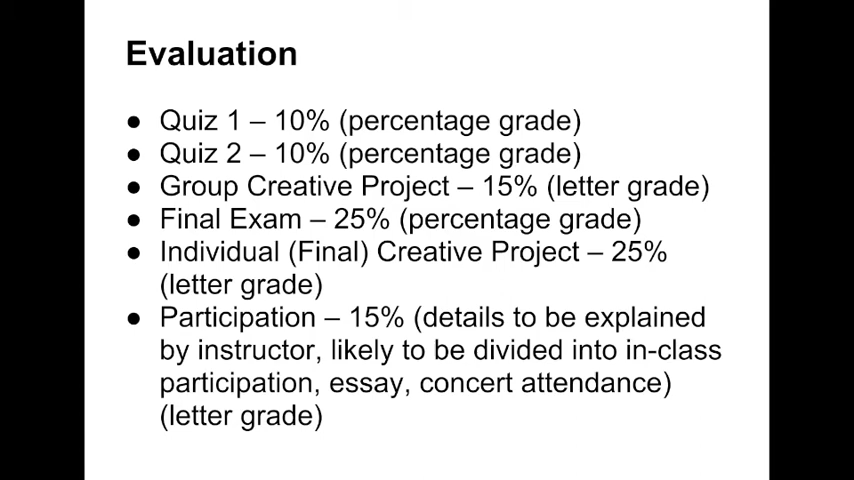 Evaluation
● Quiz 1 – 10% (percentage grade)
● Quiz 2 – 10% (percentage grade)
● Group Creative Project – 15% (letter grade)
● Final Exam – 25% (percentage grade)
● Individual (Final) Creative Project – 25%
(letter grade)
● Participation – 15% (details to be explained
by instructor, likely to be divided into in-class
participation, essay, concert attendance)
(letter grade)